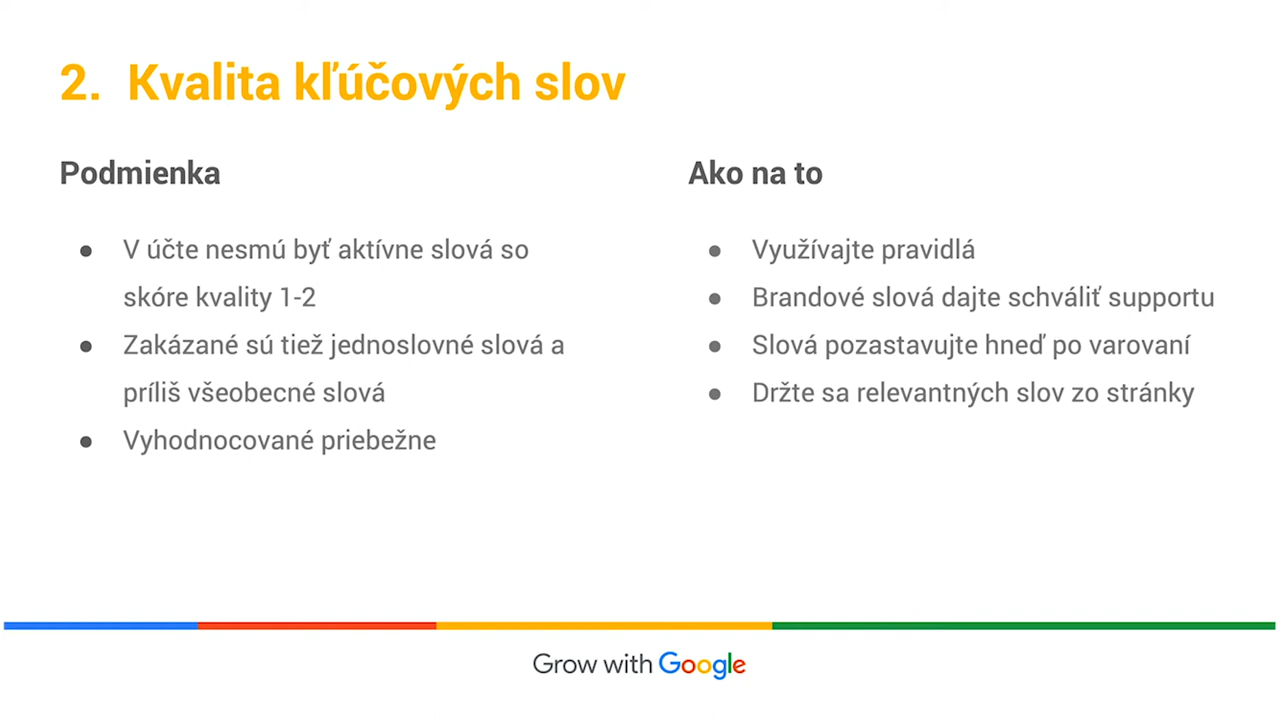 2. Kvalita kľúčových slov
Podmienka
● V účte nesmú byť aktívne slová so
skóre kvality 1-2
● Zakázané sú tiež jednoslovné slová a
príliš všeobecné slová
● Vyhodnocované priebežne
Ako na to
● Využívajte pravidlá
● Brandové slová dajte schváliť supportu
● Slová pozastavujte hneď po varovaní
● Držte sa relevantných slov zo stránky
Grow with Google